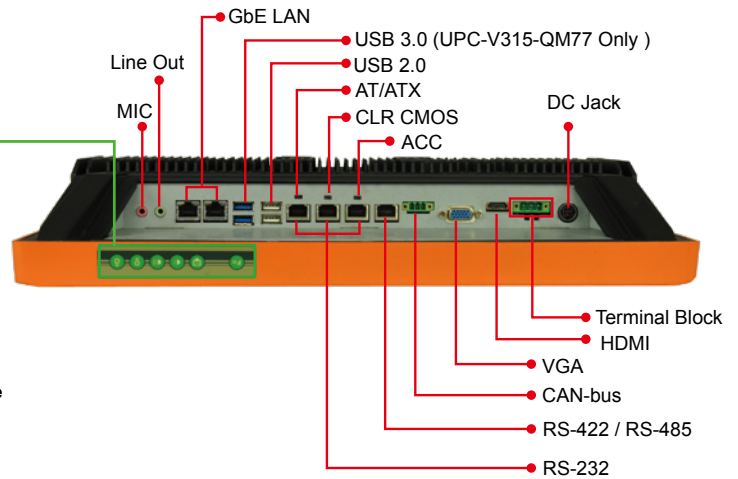 GbE LAN
USB 3.0 (UPC-V315-QM77 Only )
Line Out
USB 2.0
AT/ATX
DC Jack
MIC
CLR CMOS
ACC
Terminal Block
HDMI
VGA
e
CAN-bus
RS-422 / RS-485
RS-232